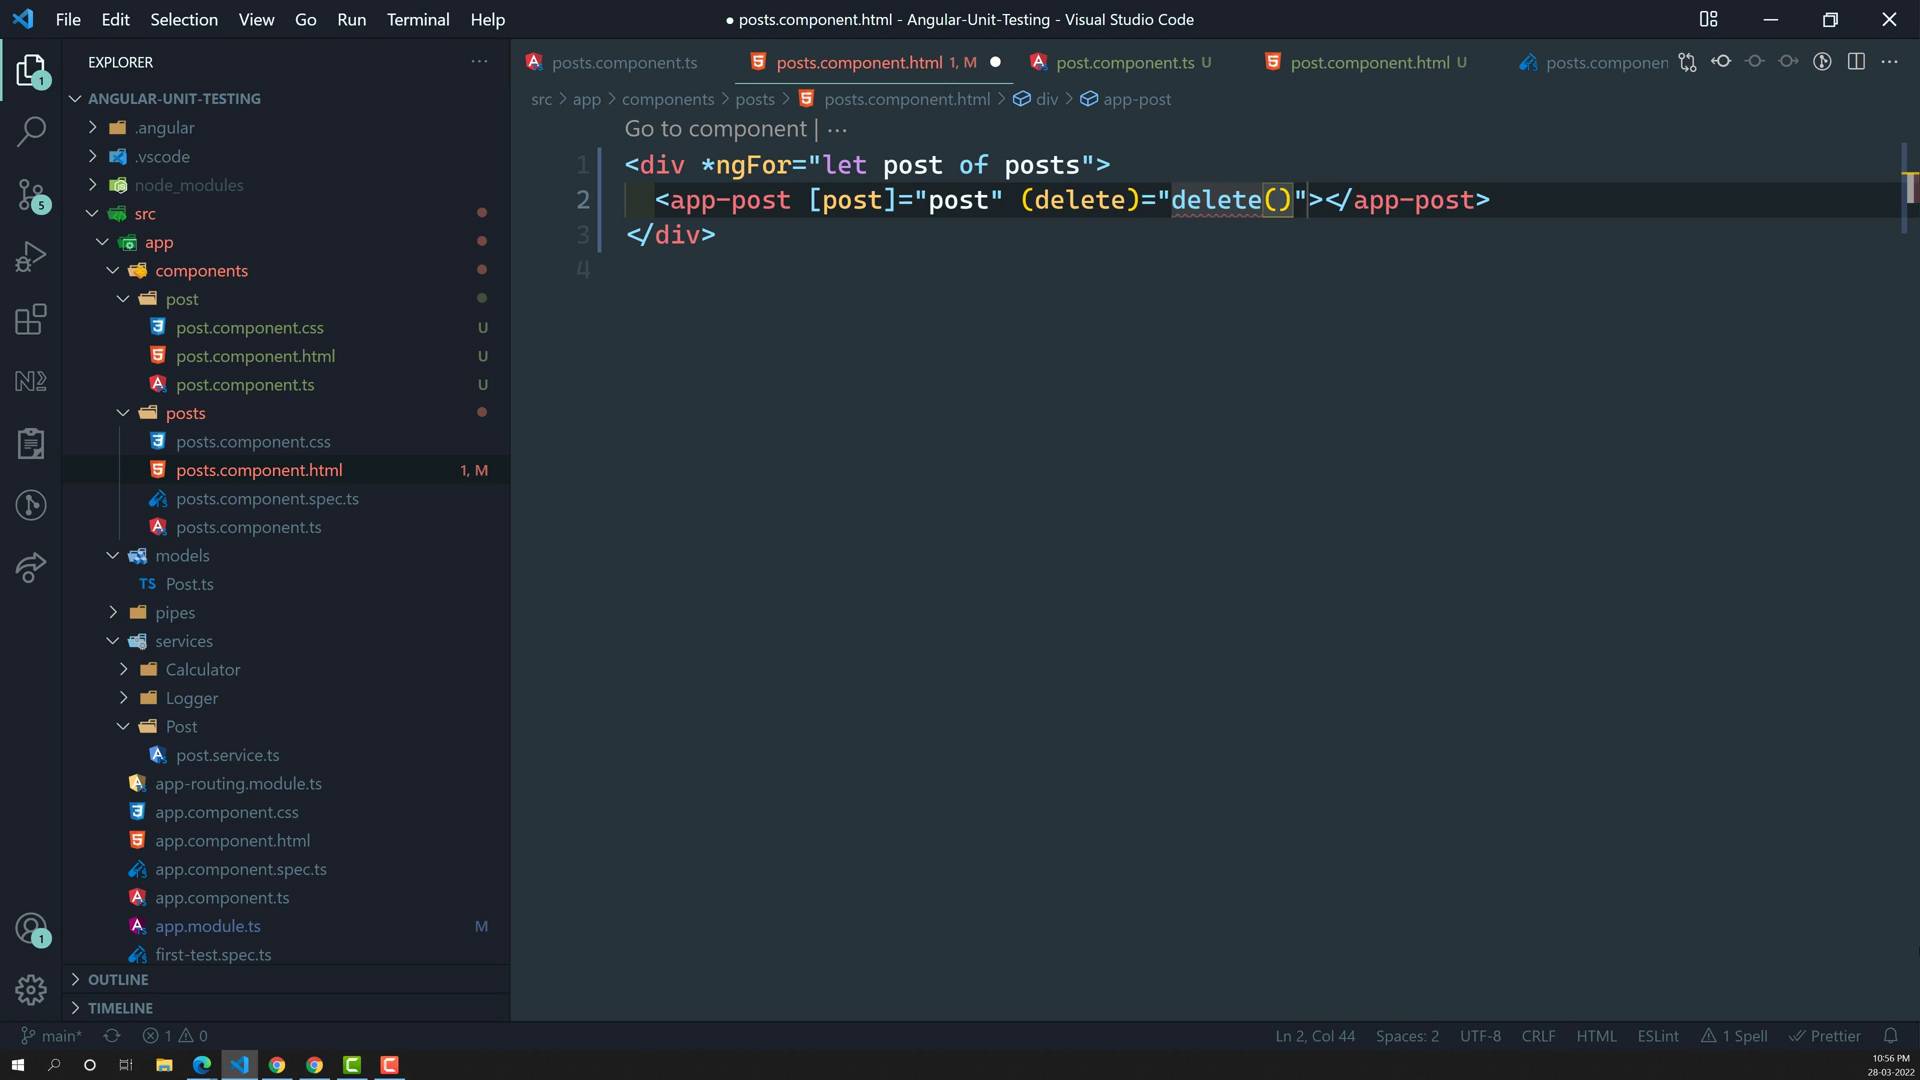 File Edit Selection View Go Run Terminal Help
● posts.component.html - Angular-Unit-Testing - Visual Studio Code
EXPLORER
posts.component.ts
posts.component.html 1, M
post.component.ts U
post.component.html U
posts.componen
ANGULAR-UNIT-TESTING
src > app > components > posts > posts.component.html > div > app-post
Go to component | ...
1 <div *ngFor="let post of posts">
2 <app-post [post]="post" (delete)="delete()"></app-post>
3 </div>
4
.angular
.vscode
node_modules
src
app
components
post
post.component.css U
post.component.html U
post.component.ts U
posts
posts.component.css
posts.component.html 1, M
posts.component.spec.ts
posts.component.ts
models
TS Post.ts
pipes
services
Calculator
Logger
Post
post.service.ts
app-routing.module.ts
app.component.css
app.component.html
app.component.spec.ts
app.component.ts
app.module.ts M
first-test.spec.ts
OUTLINE
TIMELINE
1
5
1
main* 1 0
Ln 2, Col 44 Spaces: 2 UTF-8 CRLF HTML ESLint 1 Spell Prettier
10:56 PM
28-03-2022